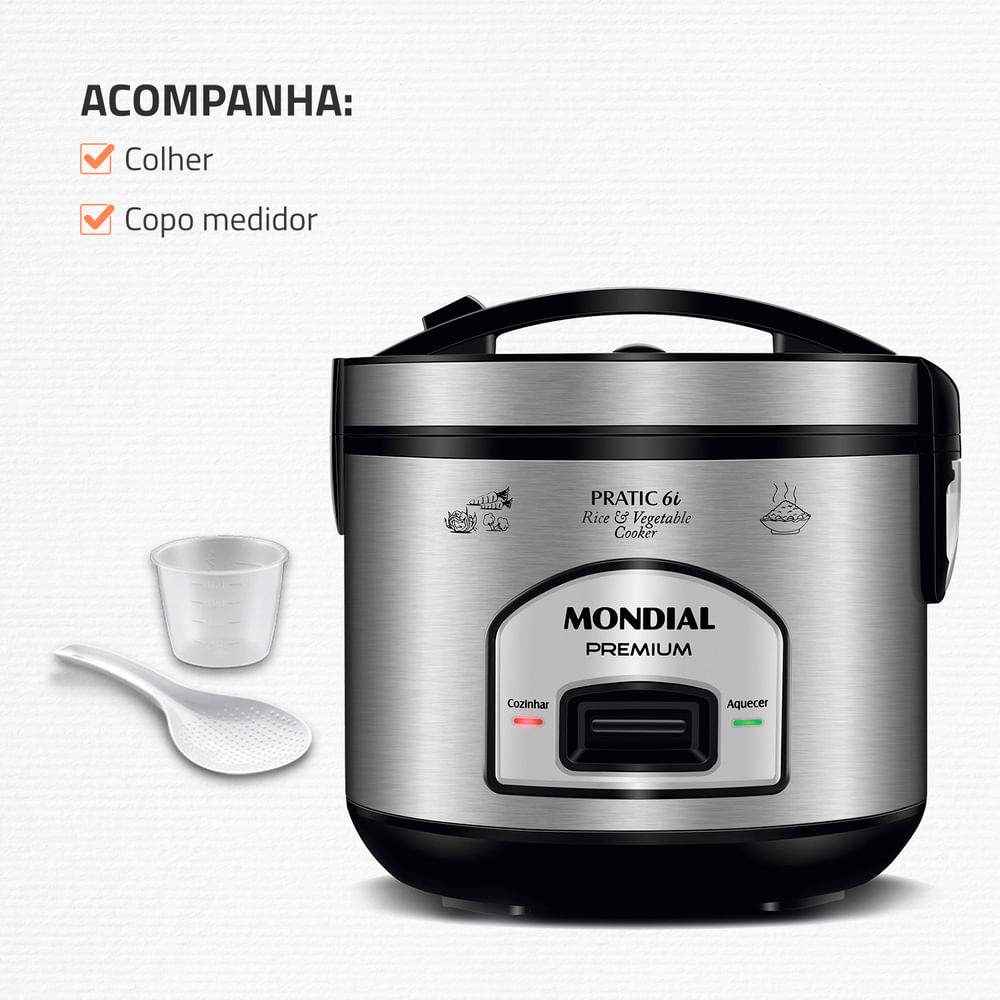 ACOMPANHA:
Colher
Copo medidor
PRATIC 6i
Rice & Vegetable
Cooker
MONDIAL
PREMIUM
Cozinhar
Aquecer